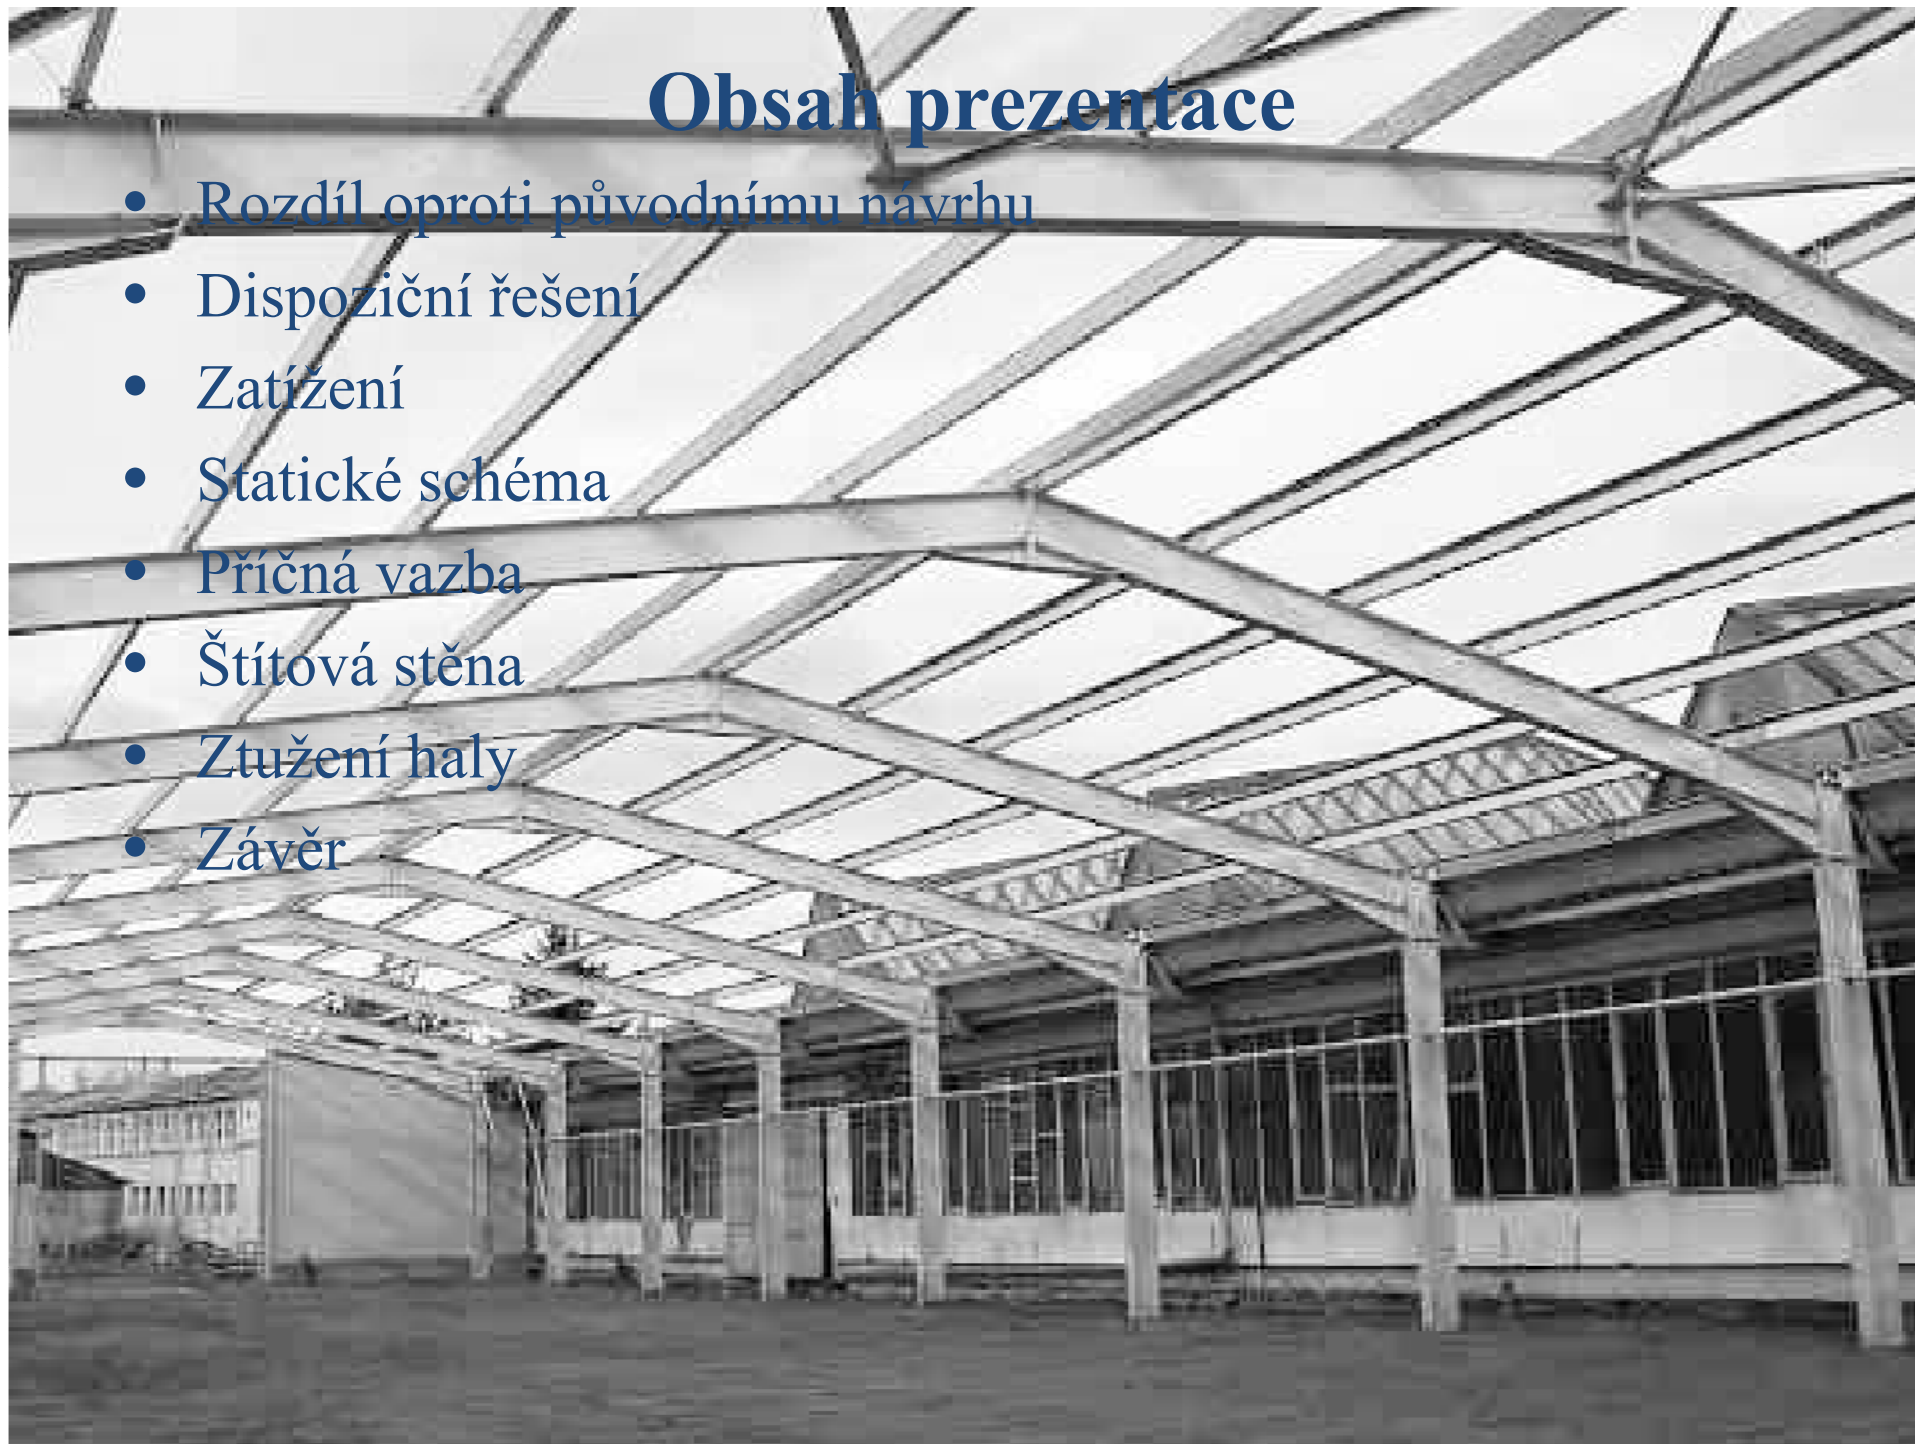 Obsah prezentace
• Rozdíl oproti původnímu návrhu
• Dispoziční řešení
• Zatížení
• Statické schéma
• Příčná vazba
• Štítová stěna
• Ztužení haly
• Závěr